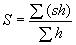 S = ∑(sh) / ∑h